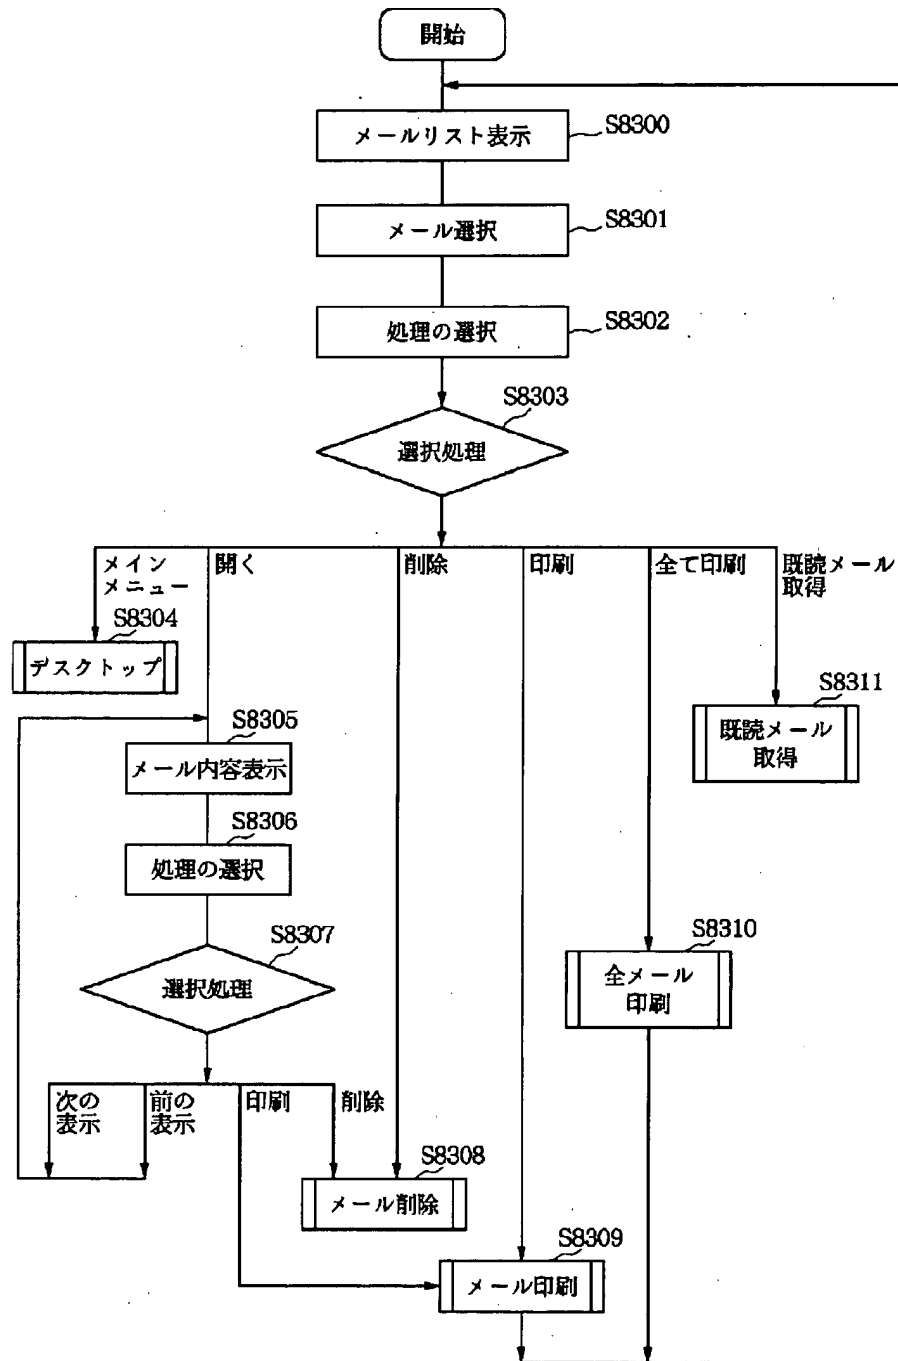 開始
メールリスト表示
S8300
メール選択
S8301
処理の選択
S8302
S8303
選択処理
メイン
メニュー
開く
削除
印刷
全て印刷
既読メール
取得
S8304
デスクトップ
S8311
既読メール
取得
S8305
メール内容表示
S8306
処理の選択
S8307
選択処理
S8310
全メール
印刷
次の
表示
前の
表示
印刷
削除
S8308
メール削除
S8309
メール印刷